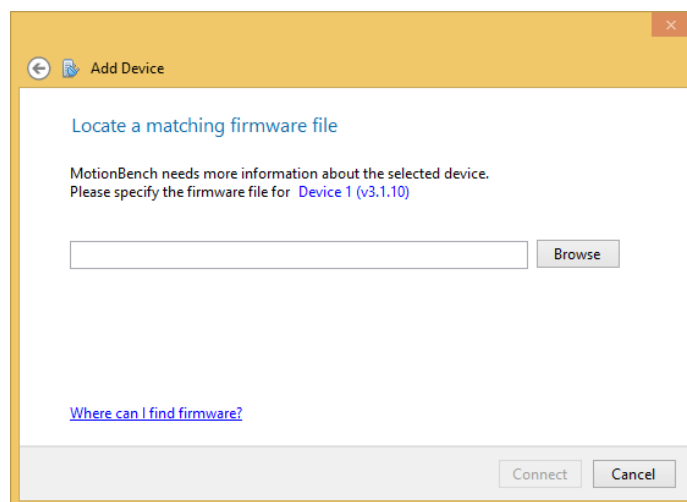 Add Device
Locate a matching firmware file
MotionBench needs more information about the selected device.
Please specify the firmware file for Device 1 (v3.1.10)
Browse
Where can I find firmware?
Connect
Cancel